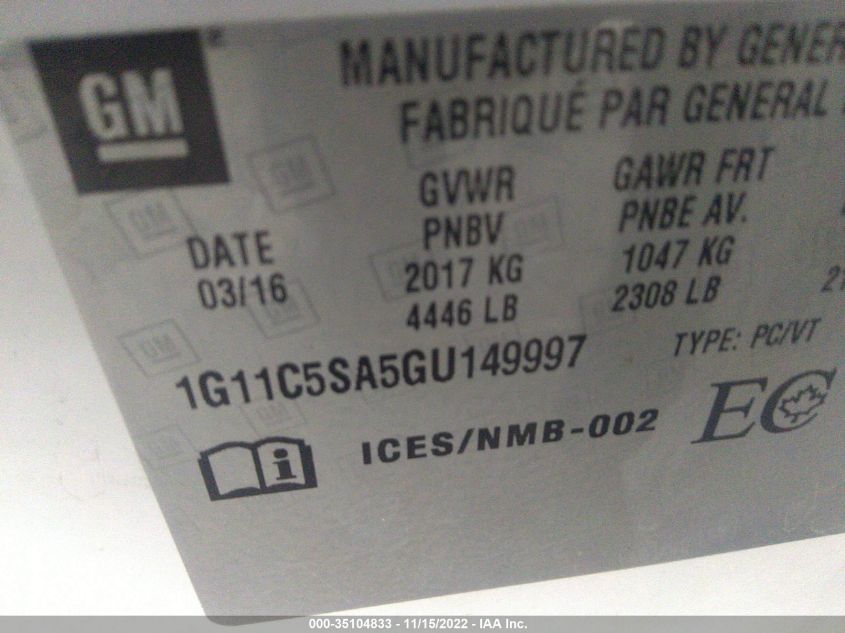 GM
MANUFACTURED BY GENER
FABRIQUÉ PAR GENERAL
DATE
03/16
GVWR
PNBV
2017 KG
4446 LB
GAWR FRT
PNBE AV.
1047 KG
2308 LB
1G11C5SA5GU149997
TYPE: PC/VT
ICES/NMB-002
EC
000-35104833 - 11/15/2022 - IAA Inc.